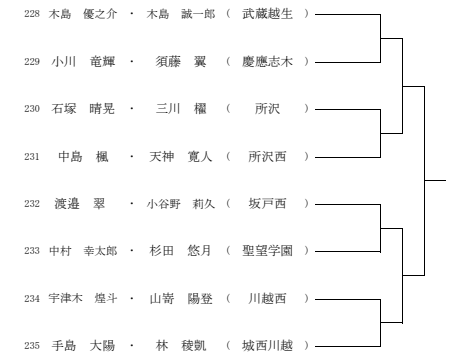 228 木島 優之介 ・ 木島 誠一郎 ( 武蔵越生 )
229 小川 竜輝 ・ 須藤 翼 ( 慶應志木 )
230 石塚 晴晃 ・ 三川 櫂 ( 所沢 )
231 中島 楓 ・ 天神 寛人 ( 所沢西 )
232 渡邉 翠 ・ 小谷野 莉久 ( 坂戸西 )
233 中村 幸太郎 ・ 杉田 悠月 ( 聖望学園 )
234 宇津木 煌斗 ・ 山嵜 陽登 ( 川越西 )
235 手島 大陽 ・ 林 稜凱 ( 城西川越 )